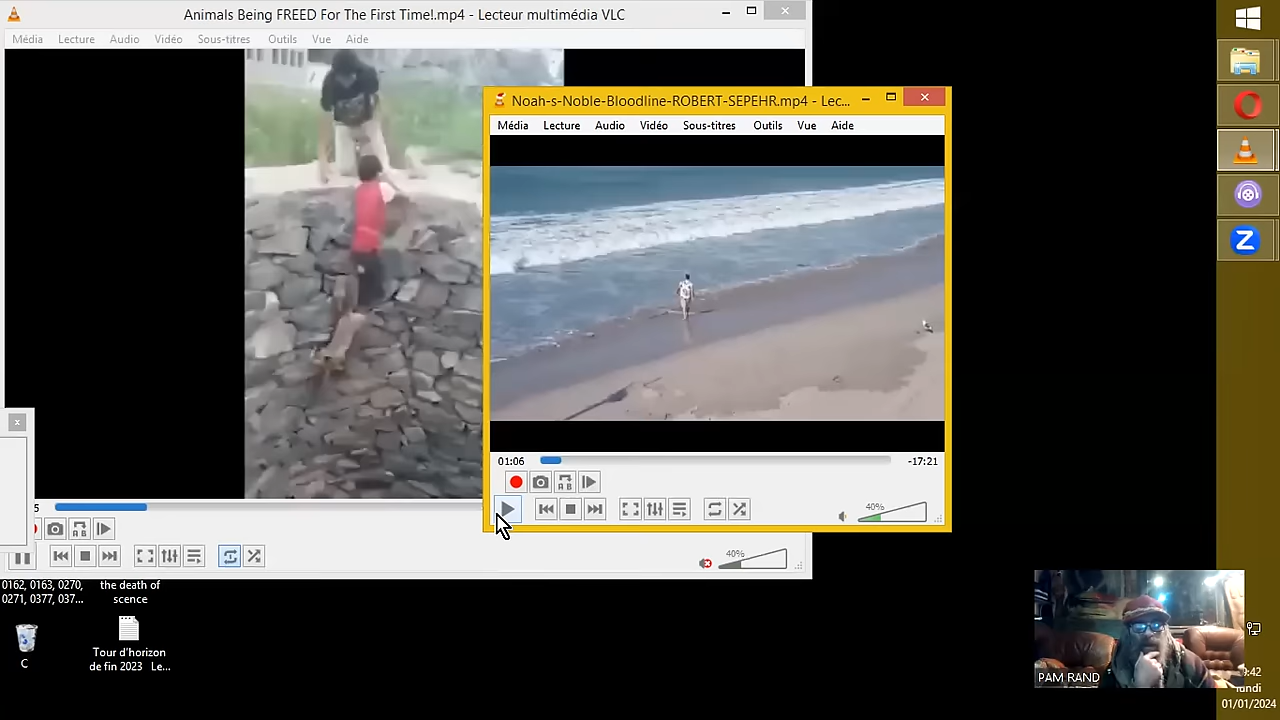 Animals Being FREED For The First Time!.mp4 - Lecteur multimédia VLC
Média Lecture Audio Vidéo Sous-titres Outils Vue Aide
Noah-s-Noble-Bloodline-ROBERT-SEPEHR.mp4 - Lec...
Média Lecture Audio Vidéo Sous-titres Outils Vue Aide
01:06
-17:21
A B
40%
5
A B
40%
0162, 0163, 0270,
0271, 0377, 037...
the death of
scence
C
Tour d'horizon
de fin 2023 Le...
Z
PAM RAND
:42
lundi
01/01/2024